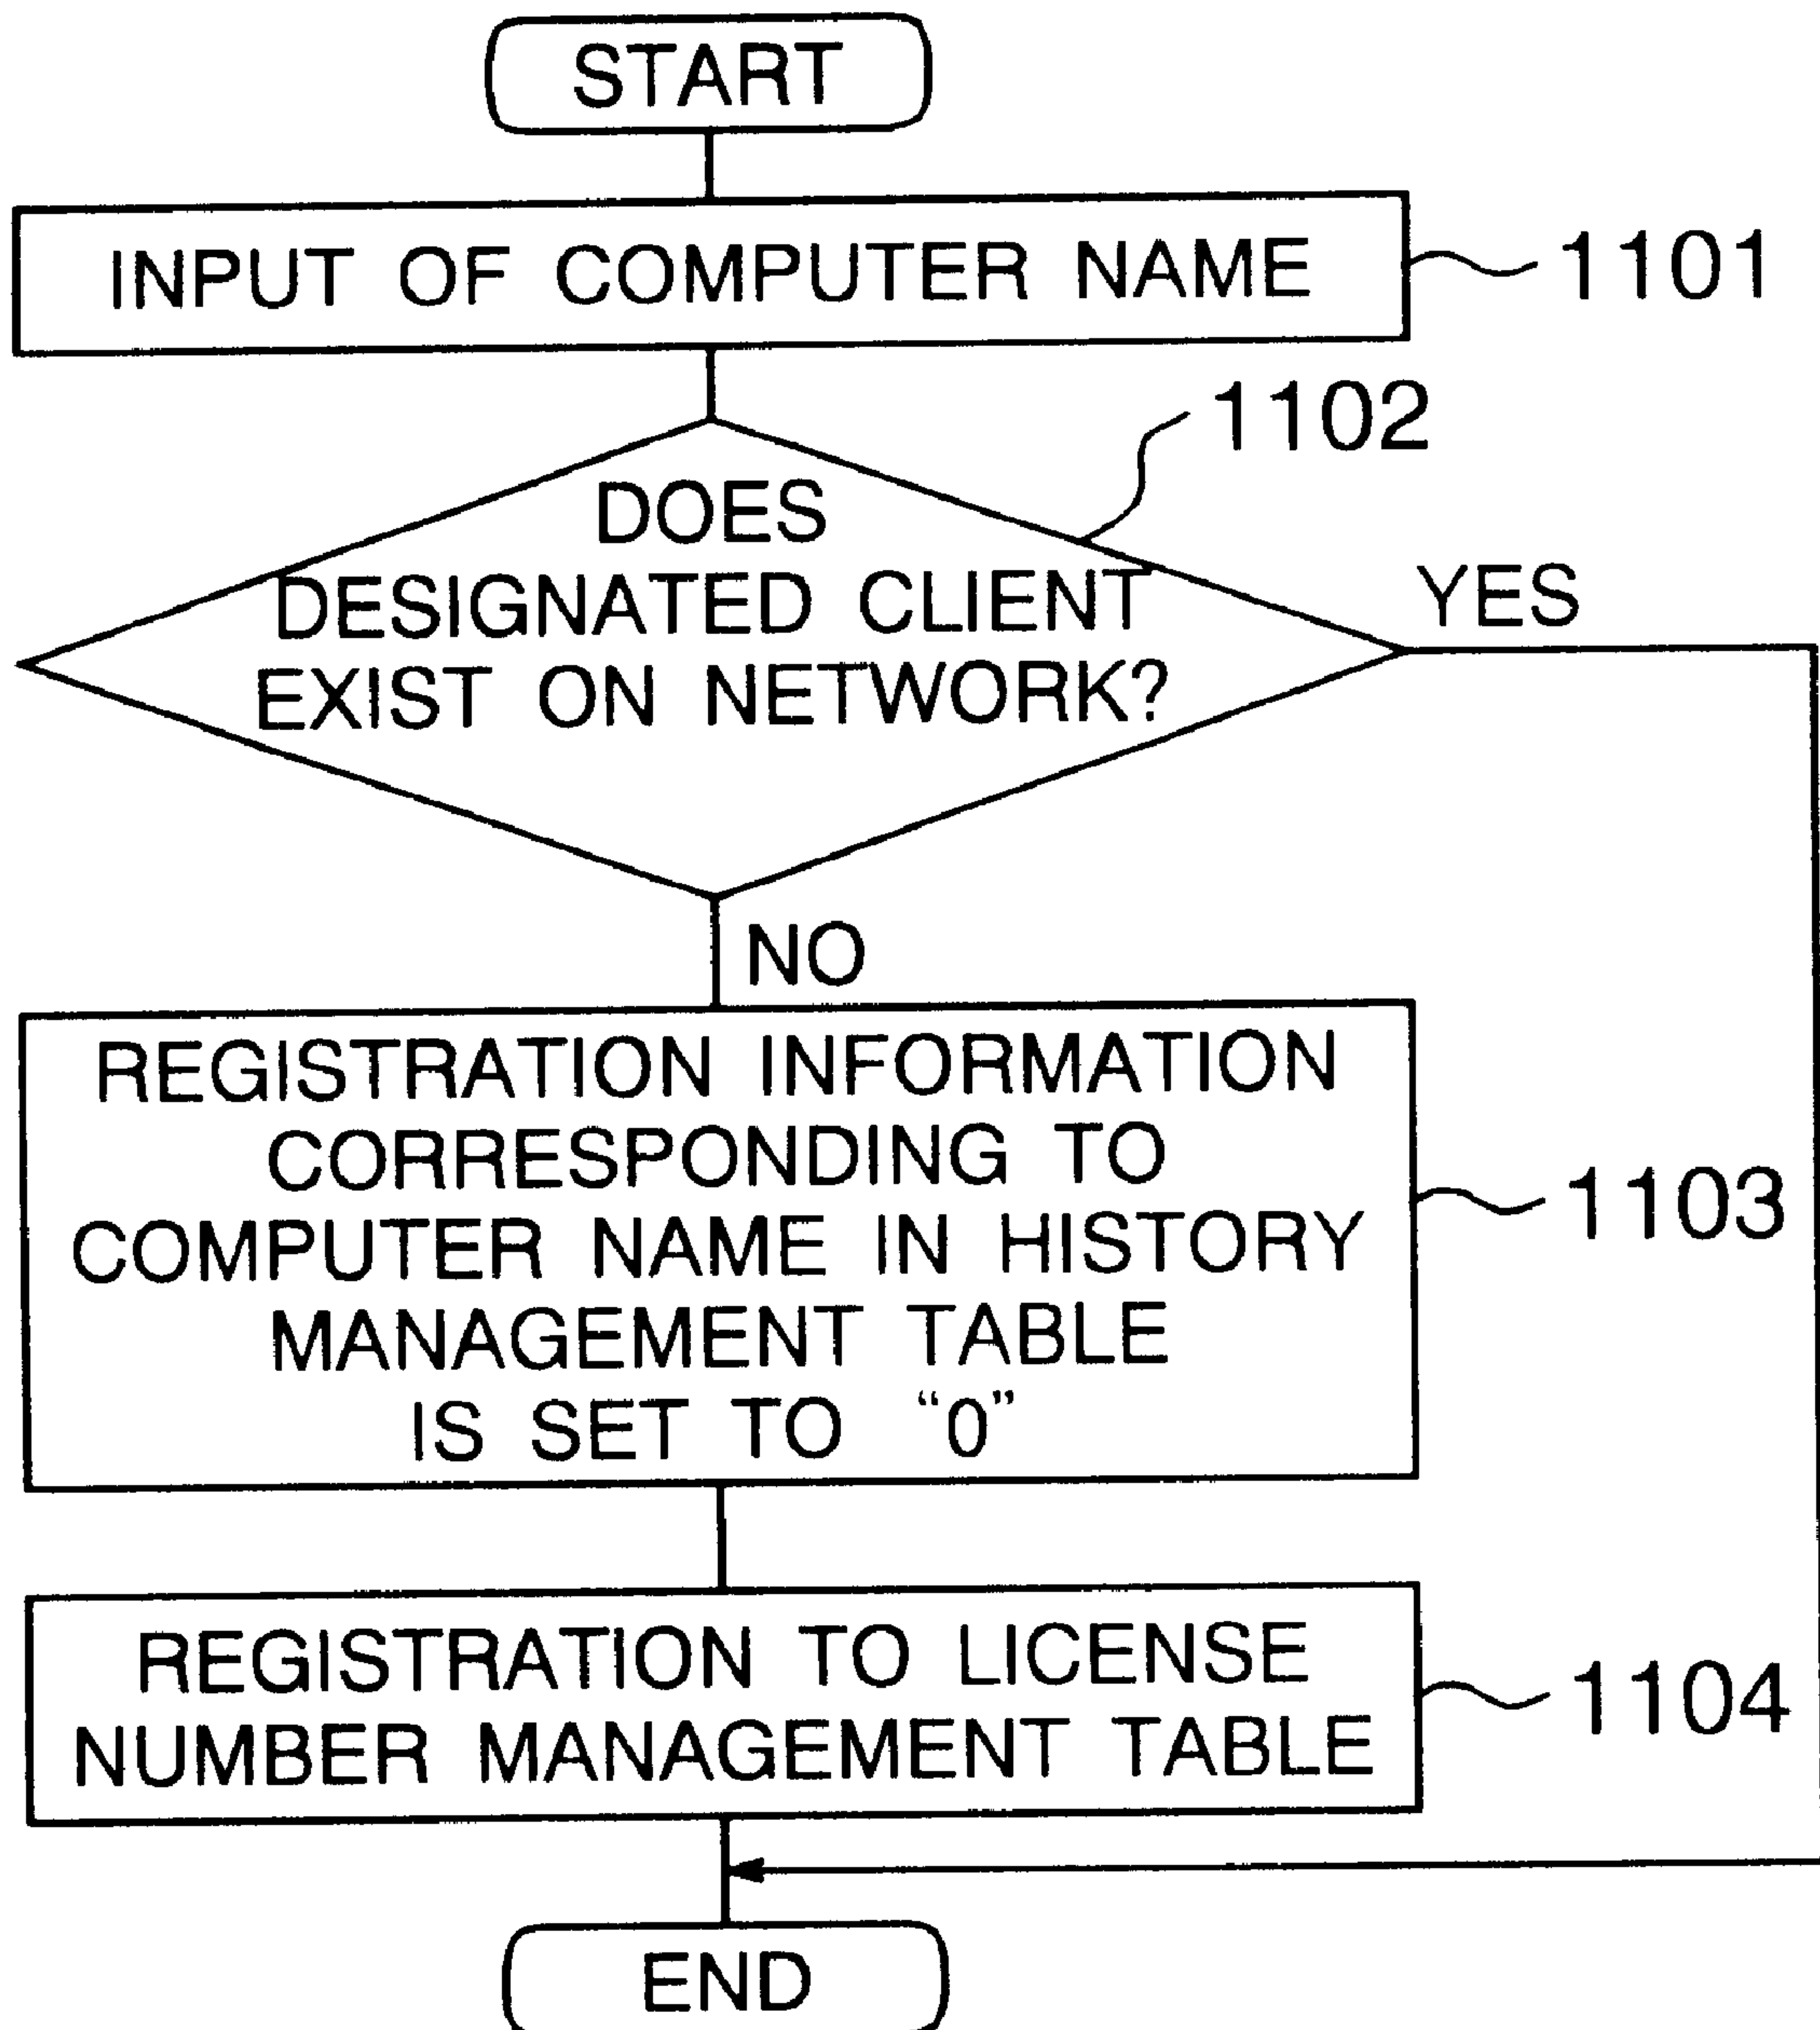 START
INPUT OF COMPUTER NAME
1101
1102
DOES
DESIGNATED CLIENT
EXIST ON NETWORK?
YES
NO
REGISTRATION INFORMATION
CORRESPONDING TO
COMPUTER NAME IN HISTORY
MANAGEMENT TABLE
IS SET TO “0”
1103
REGISTRATION TO LICENSE
NUMBER MANAGEMENT TABLE
1104
END